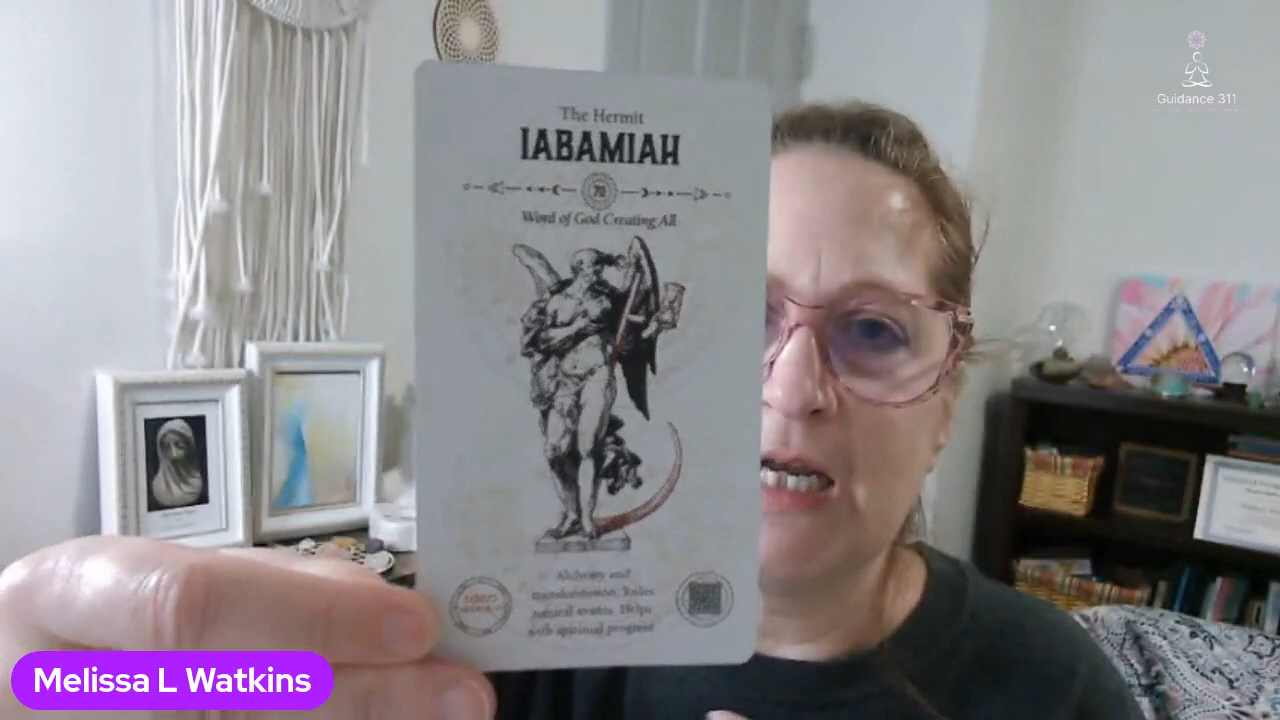 Guidance 311
The Hermit
IABAMIAH
70
Word of God Creating All
Alchemy and
transformation. Rules
natural events. Helps
with spiritual progress
Melissa L Watkins